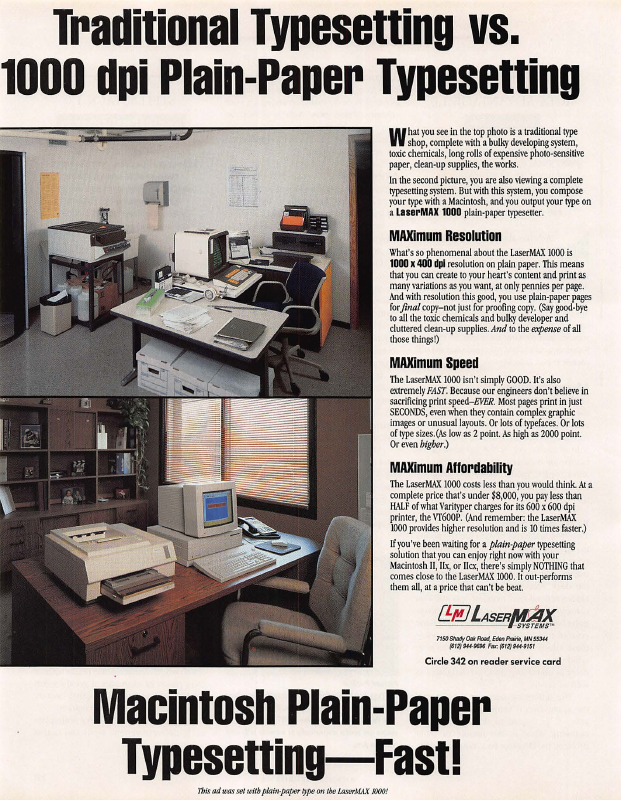 Traditional Typesetting vs.
1000 dpi Plain-Paper Typesetting
What you see in the top photo is a traditional type
shop, complete with a bulky developing system,
toxic chemicals, long rolls of expensive photo-sensitive
paper, clean-up supplies, the works.
In the second picture, you are also viewing a complete
typesetting system. But with this system, you compose
your type with a Macintosh, and you output your type on
a LaserMAX 1000 plain-paper typesetter.
MAXimum Resolution
What's so phenomenal about the LaserMAX 1000 is
1000 x 400 dpi resolution on plain paper. This means
that you can create to your heart's content and print as
many variations as you want, at only pennies per page.
And with resolution this good, you use plain-paper pages
for final copy–not just for proofing copy. (Say good-bye
to all the toxic chemicals and bulky developer and
cluttered clean-up supplies. And to the expense of all
those things!)
MAXimum Speed
The LaserMAX 1000 isn't simply GOOD. It's also
extremely FAST. Because our engineers don't believe in
sacrificing print speed–EVER. Most pages print in just
SECONDS, even when they contain complex graphic
images or unusual layouts. Or lots of typefaces. Or lots
of type sizes.(As low as 2 point. As high as 2000 point.
Or even higher.)
MAXimum Affordability
The LaserMAX 1000 costs less than you would think. At a
complete price that's under $8,000, you pay less than
HALF of what Varityper charges for its 600 x 600 dpi
printer, the VT600P. (And remember: the LaserMAX
1000 provides higher resolution and is 10 times faster.)
If you've been waiting for a plain-paper typesetting
solution that you can enjoy right now with your
Macintosh II, IIx, or IIcx, there's simply NOTHING that
comes close to the LaserMAX 1000. It out-performs
them all, at a price that can't be beat.
LM LASERMAX
SYSTEMS™
7150 Shady Oak Road, Eden Prairie, MN 55344
(612) 944-9696 Fax: (612) 944-9151
Circle 342 on reader service card
Macintosh Plain-Paper
Typesetting—Fast!
This ad was set with plain-paper type on the LaserMAX 1000!